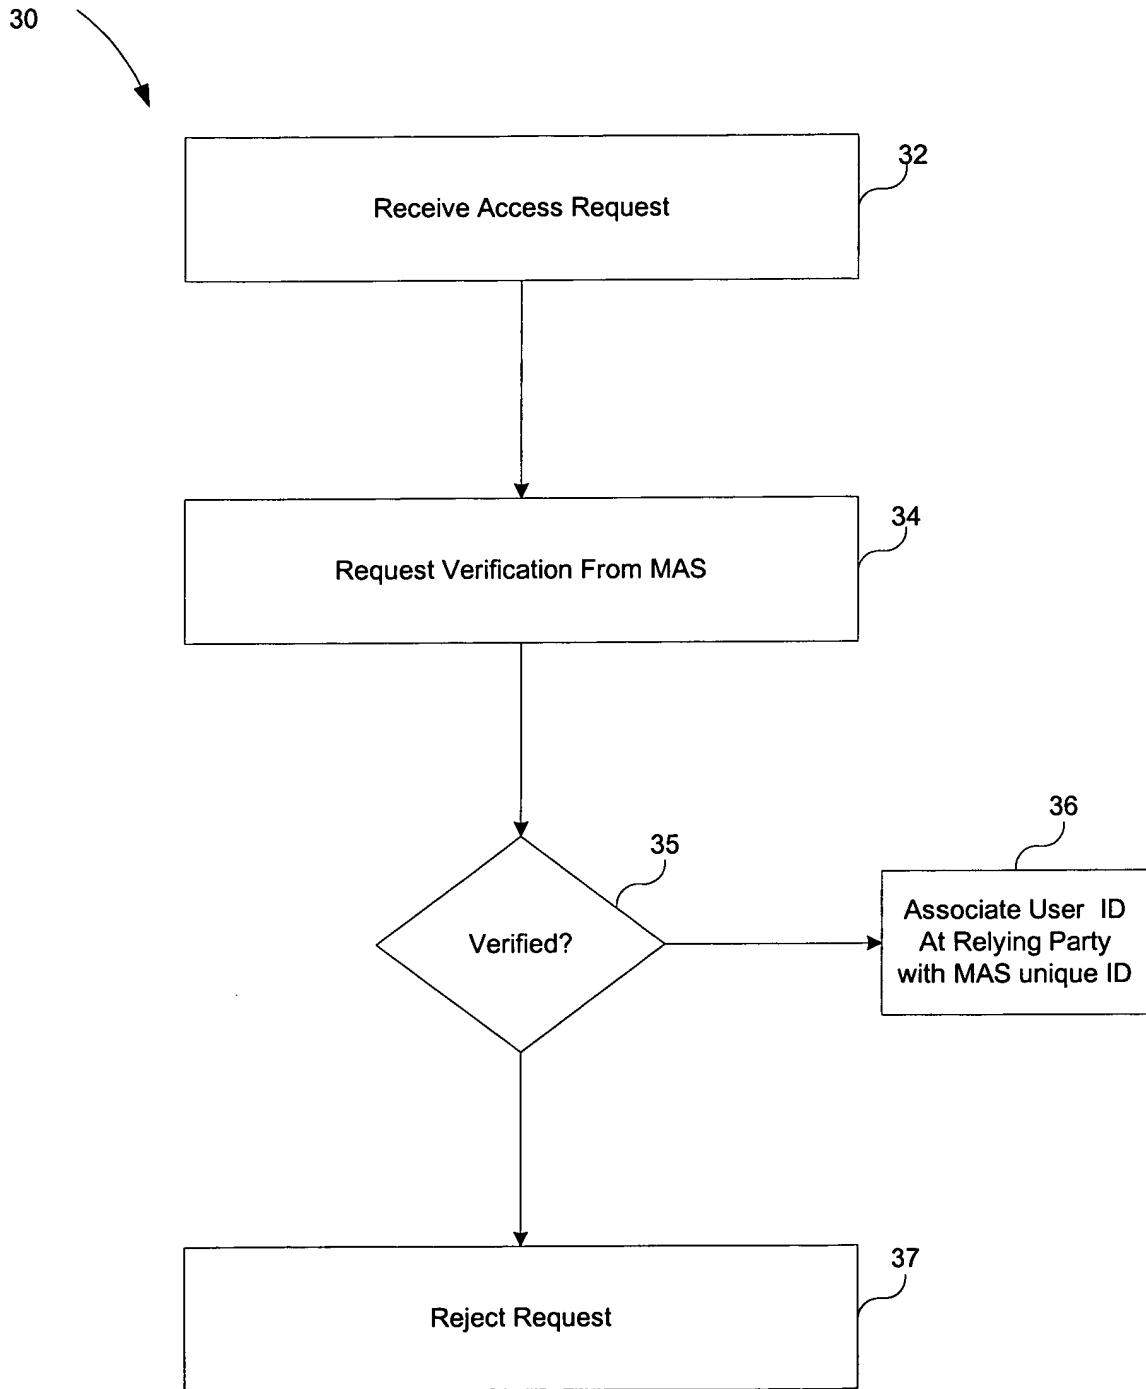 30
32
Receive Access Request
34
Request Verification From MAS
35
Verified?
36
Associate User ID
At Relying Party
with MAS unique ID
37
Reject Request